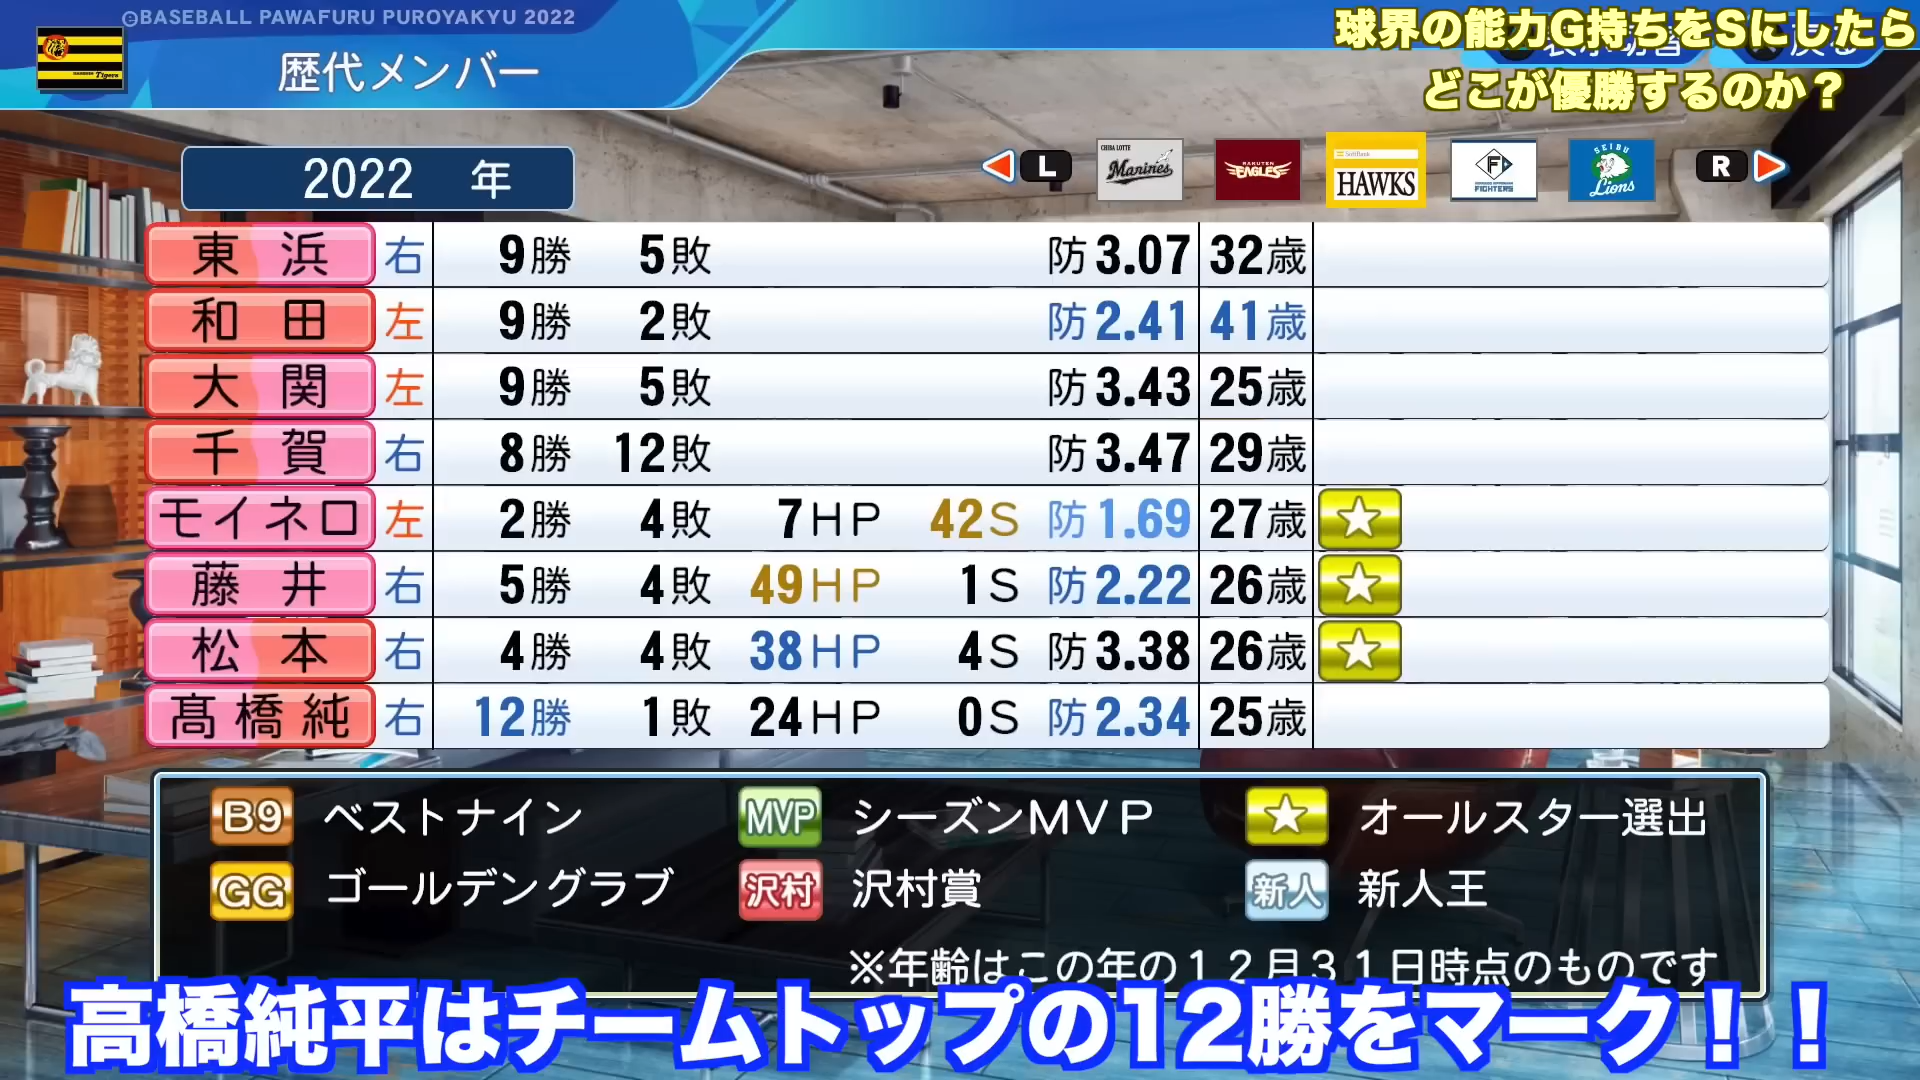 ©BASEBALL PAWAFURU PUROYAKYU 2022
球界の能力G持ちをSにしたら
歴代メンバー
どこが優勝するのか？
Tigers
2022 年
L
CHIBA LOTTE Marines
RAKUTEN EAGLES
SoftBank HAWKS
F FIGHTERS
SEIBU Lions
R
東浜 右 9勝 5敗 防3.07 32歳
和田 左 9勝 2敗 防2.41 41歳
大関 左 9勝 5敗 防3.43 25歳
千賀 右 8勝 12敗 防3.47 29歳
モイネロ 左 2勝 4敗 7HP 42S 防1.69 27歳 ★
藤井 右 5勝 4敗 49HP 1S 防2.22 26歳 ★
松本 右 4勝 4敗 38HP 4S 防3.38 26歳 ★
髙橋純 右 12勝 1敗 24HP 0S 防2.34 25歳
B9 ベストナイン MVP シーズンMVP ★ オールスター選出
GG ゴールデングラブ 沢村 沢村賞 新人 新人王
※年齢はこの年の12月31日時点のものです
高橋純平はチームトップの12勝をマーク！！